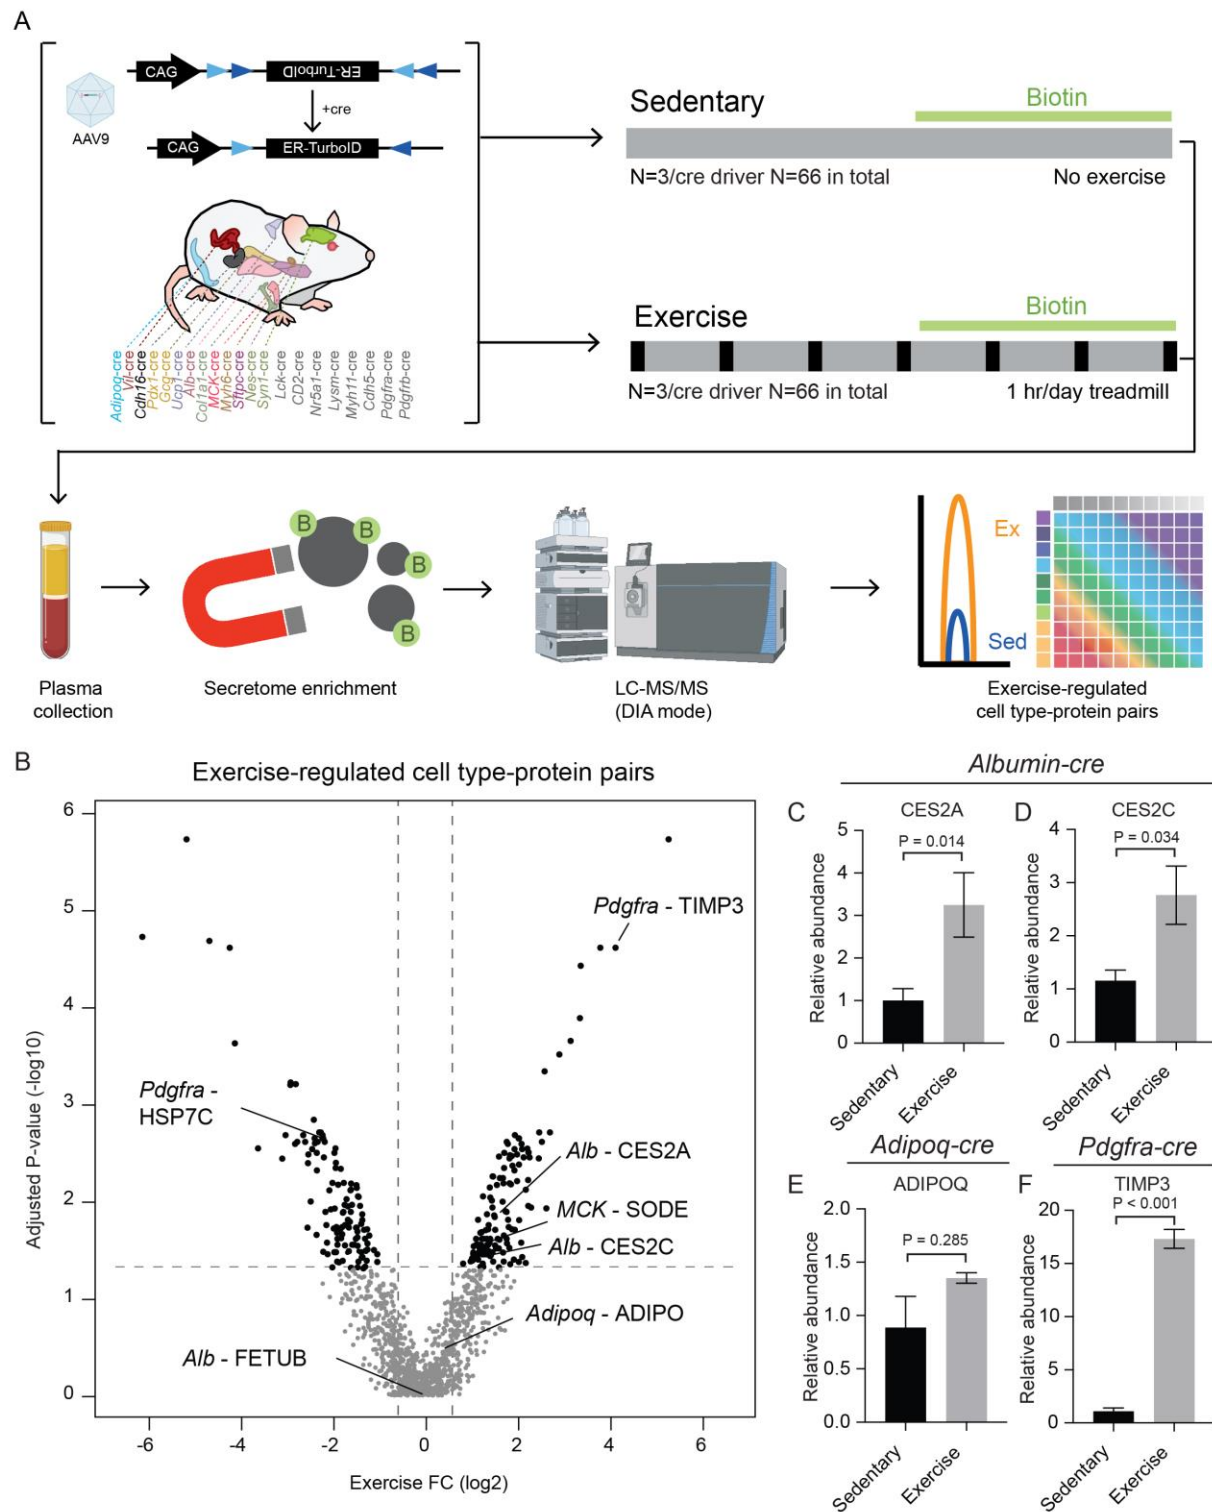 A
CAG
ER-TurboID
+cre
AAV9
CAG
ER-TurboID
Adipoq-cre
Vil-cre
Cdh16-cre
Pdx1-cre
Gcg-cre
Ucp1-cre
Alb-cre
Col1a1-cre
MCK-cre
Myh6-cre
Sftpc-cre
Nes-cre
Syn1-cre
Lck-cre
CD2-cre
Nr5a1-cre
Lysm-cre
Myh11-cre
Cdh5-cre
Pdgfra-cre
Pdgfrb-cre
Sedentary
Biotin
N=3/cre driver N=66 in total
No exercise
Exercise
Biotin
N=3/cre driver N=66 in total
1 hr/day treadmill
B
B
B
B
Ex
Sed
Plasma
collection
Secretome enrichment
LC-MS/MS
(DIA mode)
Exercise-regulated
cell type-protein pairs
B
Exercise-regulated cell type-protein pairs
Adjusted P-value (-log10)
6
5
4
3
2
1
0
Pdgfra - TIMP3
Pdgfra -
HSP7C
Alb - CES2A
MCK - SODE
Alb - CES2C
Adipoq - ADIPO
Alb - FETUB
-6
-4
-2
0
2
4
6
Exercise FC (log2)
Albumin-cre
C
CES2A
P = 0.014
Relative abundance
5
4
3
2
1
0
Sedentary
Exercise
D
CES2C
P = 0.034
Relative abundance
4
3
2
1
0
Sedentary
Exercise
Adipoq-cre
E
ADIPOQ
P = 0.285
Relative abundance
2.0
1.5
1.0
0.5
0.0
Sedentary
Exercise
Pdgfra-cre
F
TIMP3
P < 0.001
Relative abundance
20
15
10
5
0
Sedentary
Exercise